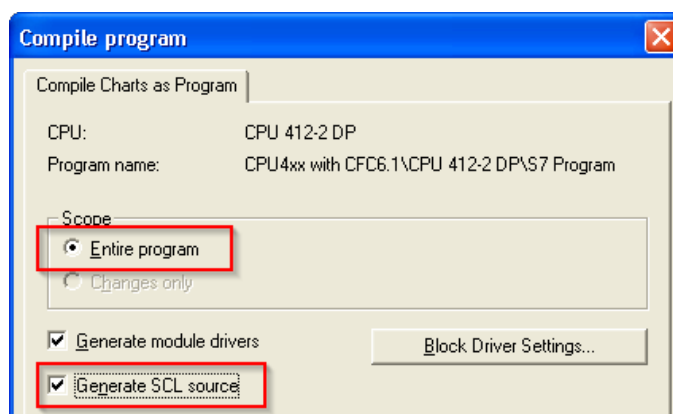 Compile program
Compile Charts as Program
CPU: CPU 412-2 DP
Program name: CPU4xx with CFC6.1\CPU 412-2 DP\S7 Program
Scope
Entire program
Changes only
Generate module drivers Block Driver Settings...
Generate SCL source